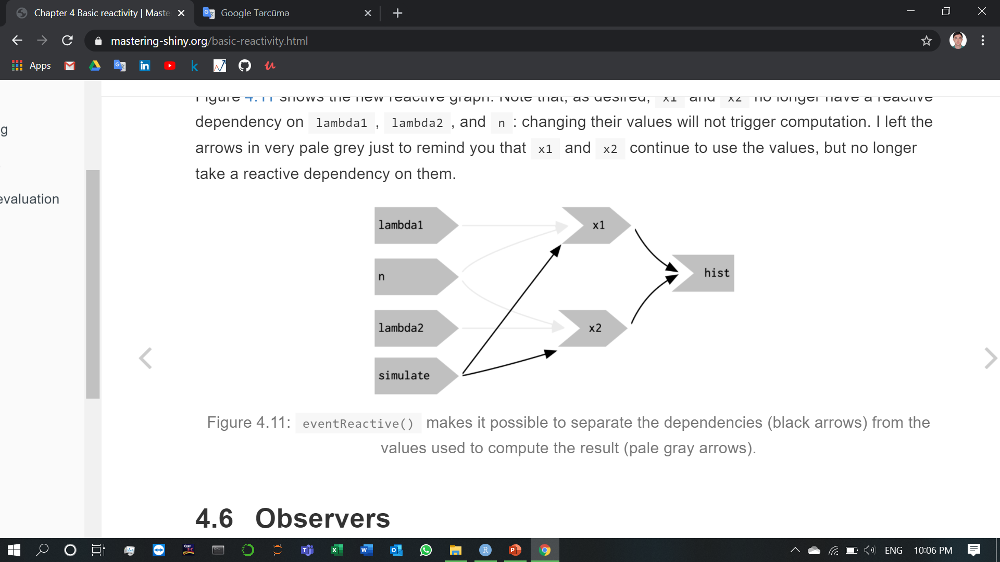 Chapter 4 Basic reactivity | Maste
Google Tərcümə
mastering-shiny.org/basic-reactivity.html
Apps
g
evaluation
Figure 4.11 shows the new reactive graph. Note that, as desired, x1 and x2 no longer have a reactive
dependency on lambda1 , lambda2 , and n : changing their values will not trigger computation. I left the
arrows in very pale grey just to remind you that x1 and x2 continue to use the values, but no longer
take a reactive dependency on them.
lambda1
x1
n
hist
lambda2
x2
simulate
Figure 4.11: eventReactive() makes it possible to separate the dependencies (black arrows) from the
values used to compute the result (pale gray arrows).
4.6 Observers
ENG
10:06 PM